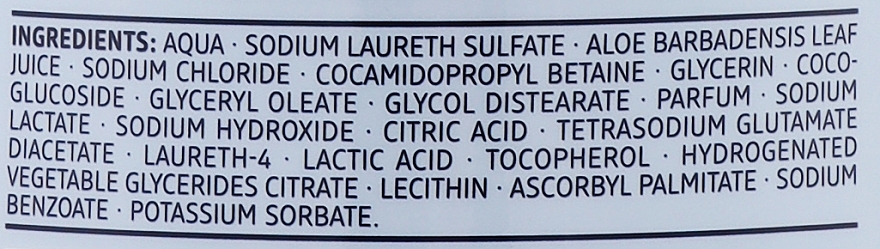 INGREDIENTS: AQUA · SODIUM LAURETH SULFATE · ALOE BARBADENSIS LEAF
JUICE · SODIUM CHLORIDE · COCAMIDOPROPYL BETAINE · GLYCERIN · COCO-
GLUCOSIDE · GLYCERYL OLEATE · GLYCOL DISTEARATE · PARFUM · SODIUM
LACTATE · SODIUM HYDROXIDE · CITRIC ACID · TETRASODIUM GLUTAMATE
DIACETATE · LAURETH-4 · LACTIC ACID · TOCOPHEROL · HYDROGENATED
VEGETABLE GLYCERIDES CITRATE · LECITHIN · ASCORBYL PALMITATE · SODIUM
BENZOATE · POTASSIUM SORBATE.